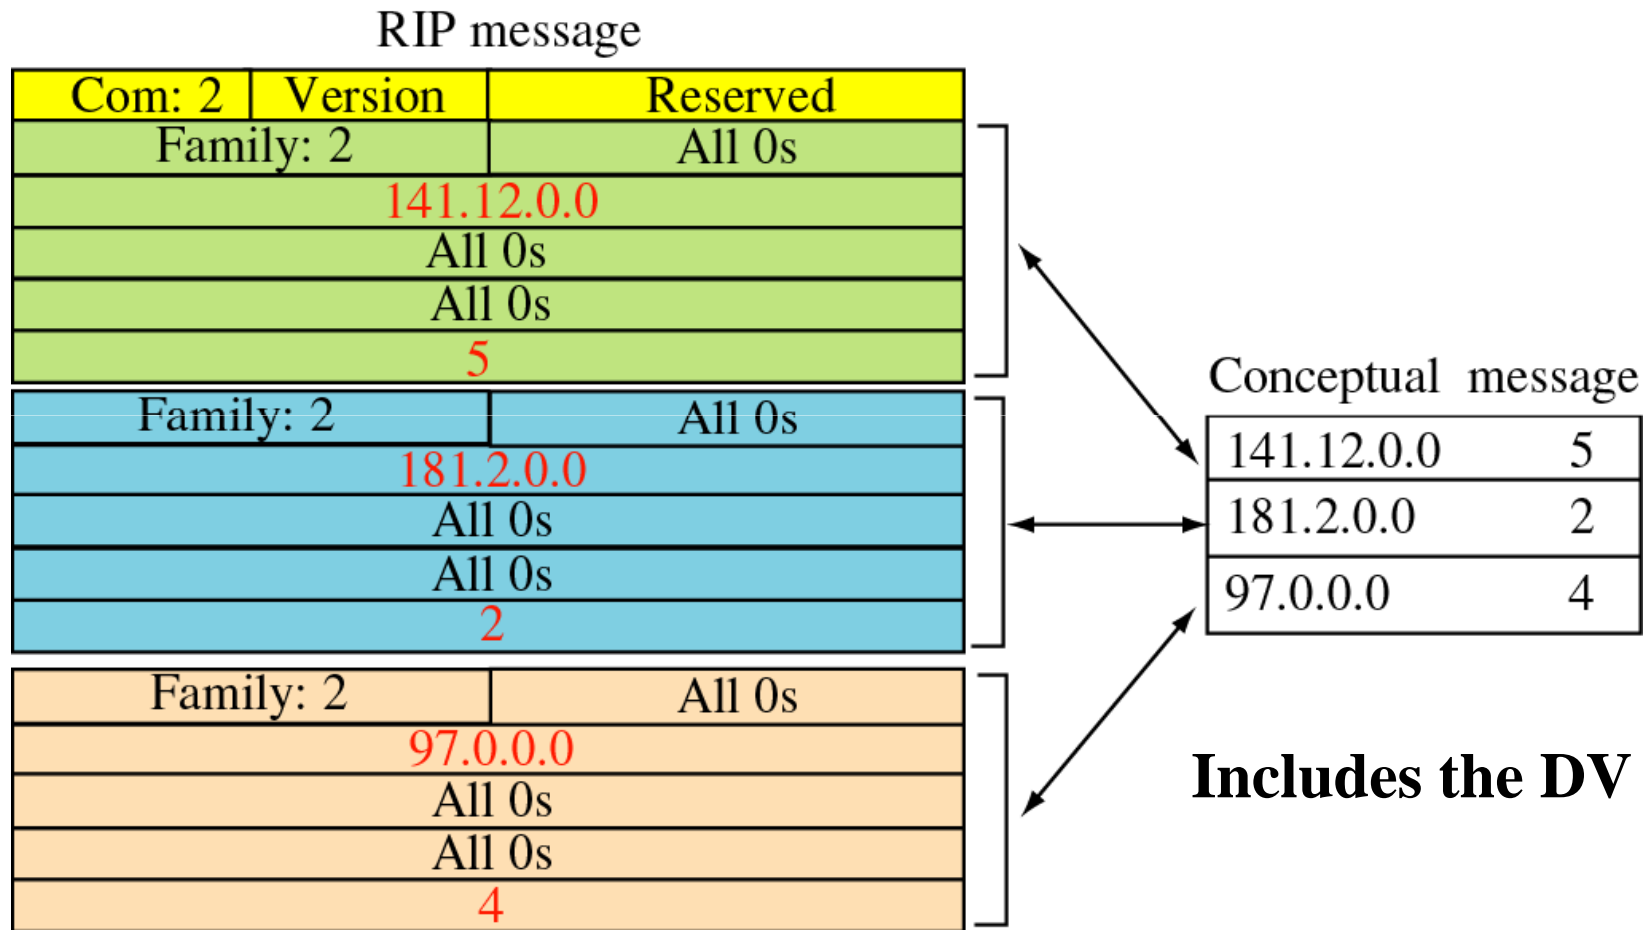 RIP message
Com: 2 Version Reserved
Family: 2 All 0s
141.12.0.0
All 0s
All 0s
5
Family: 2 All 0s
181.2.0.0
All 0s
All 0s
2
Family: 2 All 0s
97.0.0.0
All 0s
All 0s
4
Conceptual message
141.12.0.0 5
181.2.0.0 2
97.0.0.0 4
Includes the DV